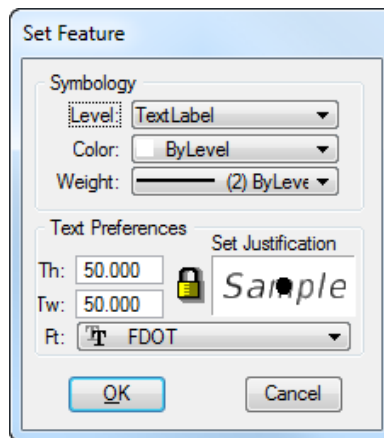 Set Feature
Symbology
Level: TextLabel
Color: ByLevel
Weight: (2) ByLeve
Text Preferences
Set Justification
Th: 50.000
Sample
Tw: 50.000
Ft: FDOT
OK Cancel